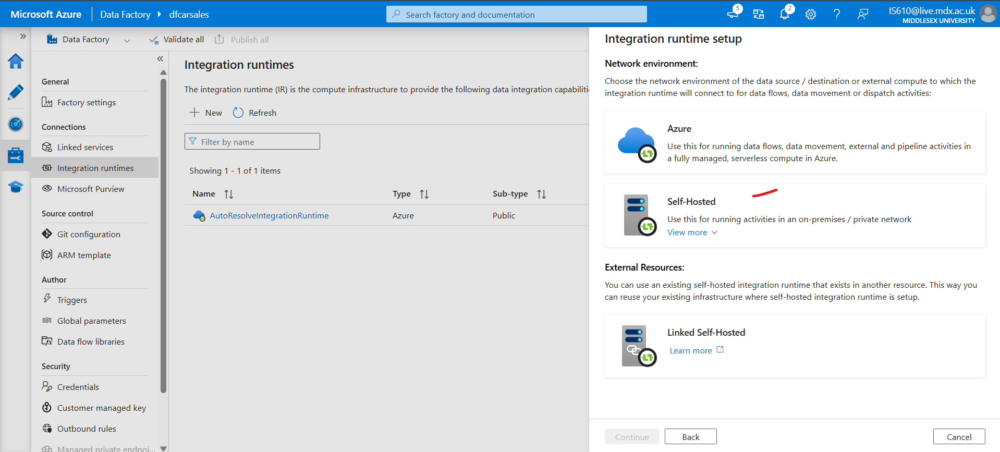 Microsoft Azure
Data Factory
dfcarsales
Search factory and documentation
5
2
IS610@live.mdx.ac.uk
MIDDLESEX UNIVERSITY
Data Factory
Validate all
Publish all
General
Factory settings
Connections
Linked services
Integration runtimes
Microsoft Purview
Source control
Git configuration
ARM template
Author
Triggers
Global parameters
Data flow libraries
Security
Credentials
Customer managed key
Outbound rules
Managed private endpoi...
Integration runtimes
The integration runtime (IR) is the compute infrastructure to provide the following data integration capabiliti
New
Refresh
Filter by name
Showing 1 - 1 of 1 items
Name Type Sub-type
AutoResolveIntegrationRuntime Azure Public
Integration runtime setup
Network environment:
Choose the network environment of the data source / destination or external compute to which the
integration runtime will connect to for data flows, data movement or dispatch activities:
Azure
Use this for running data flows, data movement, external and pipeline activities in
a fully managed, serverless compute in Azure.
Self-Hosted
Use this for running activities in an on-premises / private network
View more
External Resources:
You can use an existing self-hosted integration runtime that exists in another resource. This way you
can reuse your existing infrastructure where self-hosted integration runtime is setup.
Linked Self-Hosted
Learn more
Continue
Back
Cancel